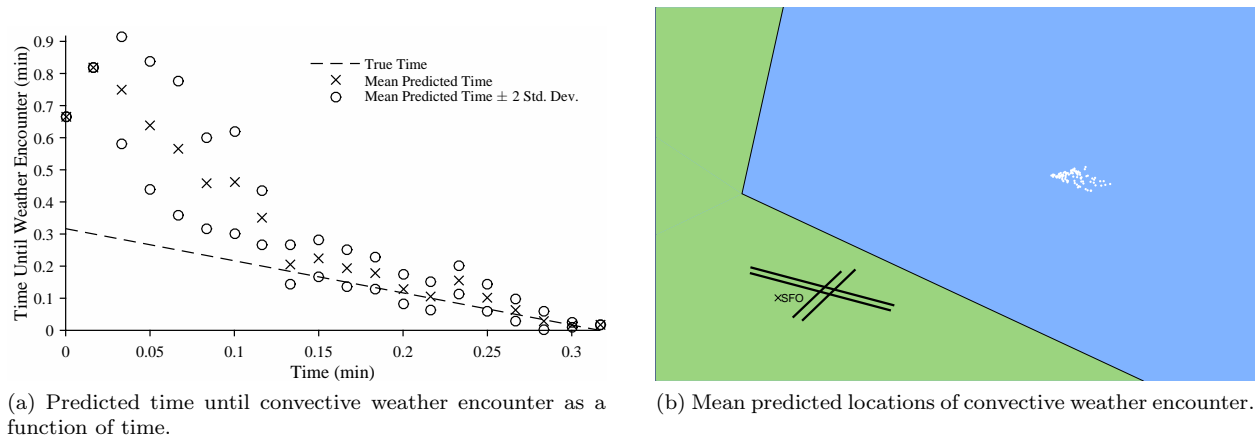 0.9
0.8
0.7
0.6
0.5
0.4
0.3
0.2
0.1
0
Time Until Weather Encounter (min)
True Time
Mean Predicted Time
Mean Predicted Time ± 2 Std. Dev.
0 0.05 0.1 0.15 0.2 0.25 0.3
Time (min)
(a) Predicted time until convective weather encounter as a
function of time.
SFO
(b) Mean predicted locations of convective weather encounter.